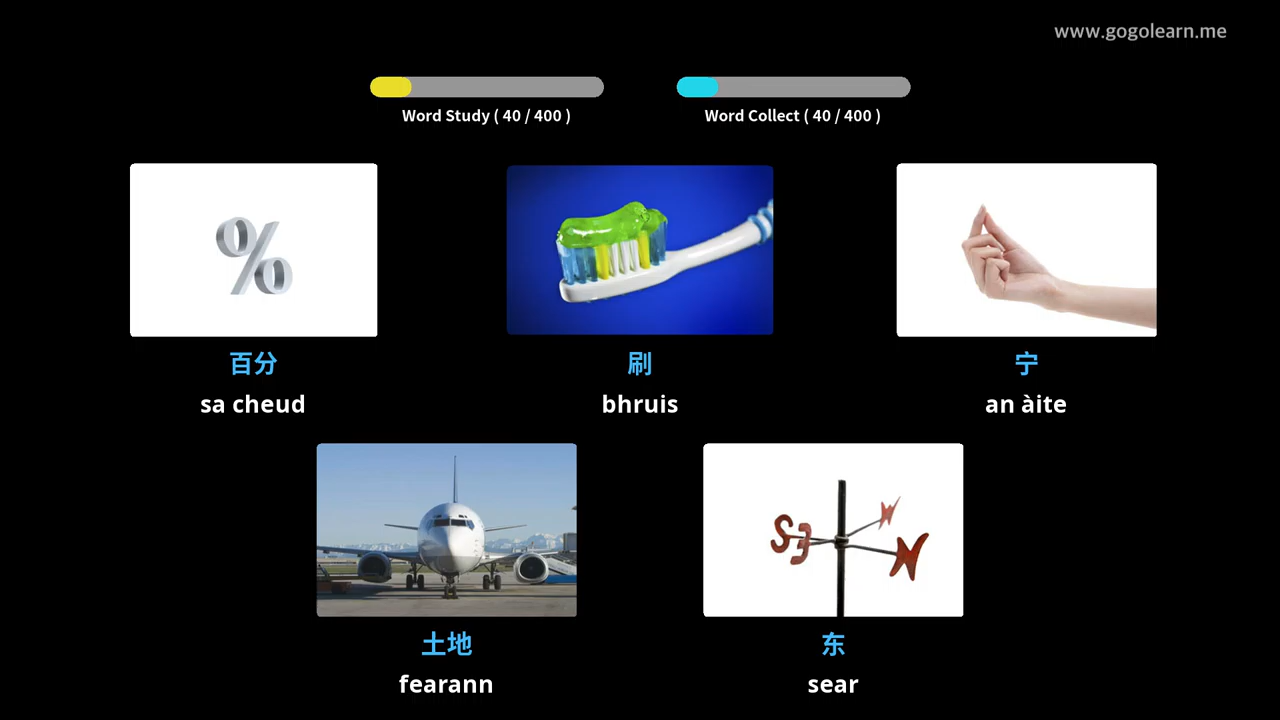 www.gogolearn.me
Word Study ( 40 / 400 )
Word Collect ( 40 / 400 )
%
百分
sa cheud
刷
bhruis
宁
an àite
土地
fearann
S E W N
东
sear